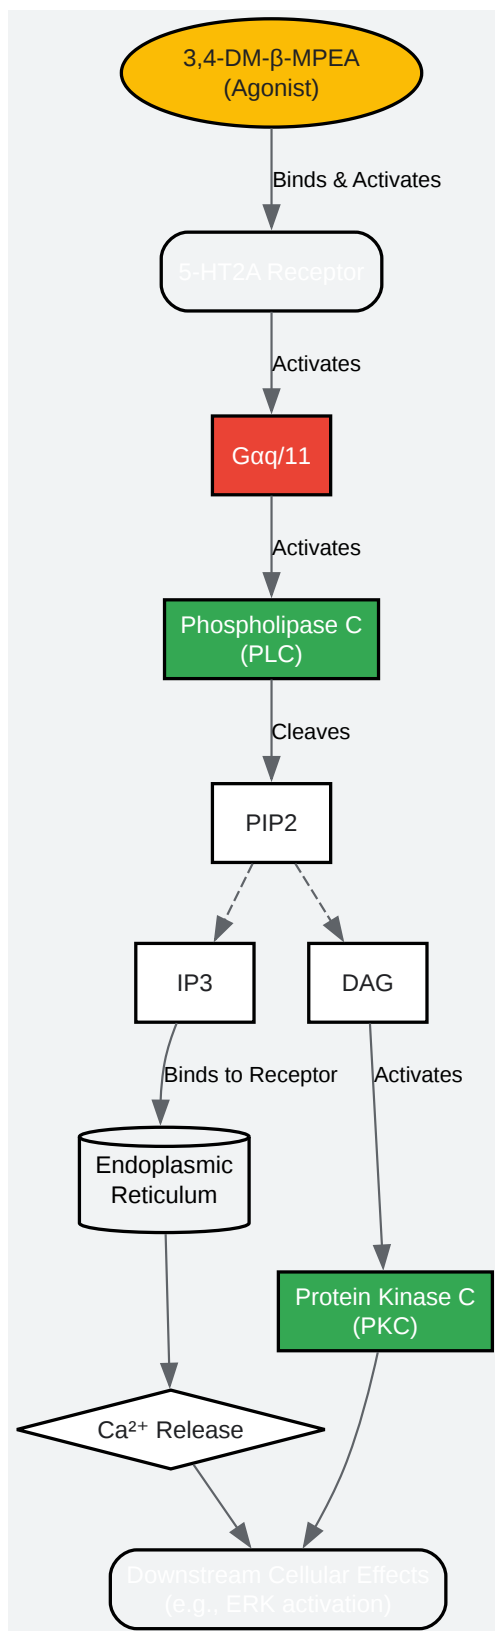 3,4-DM-β-MPEA
(Agonist)
Binds & Activates
5-HT2A Receptor
Activates
Gαq/11
Activates
Phospholipase C
(PLC)
Cleaves
PIP2
IP3
DAG
Binds to Receptor
Activates
Endoplasmic
Reticulum
Protein Kinase C
(PKC)
Ca²⁺ Release
Downstream Cellular Effects
(e.g., ERK activation)